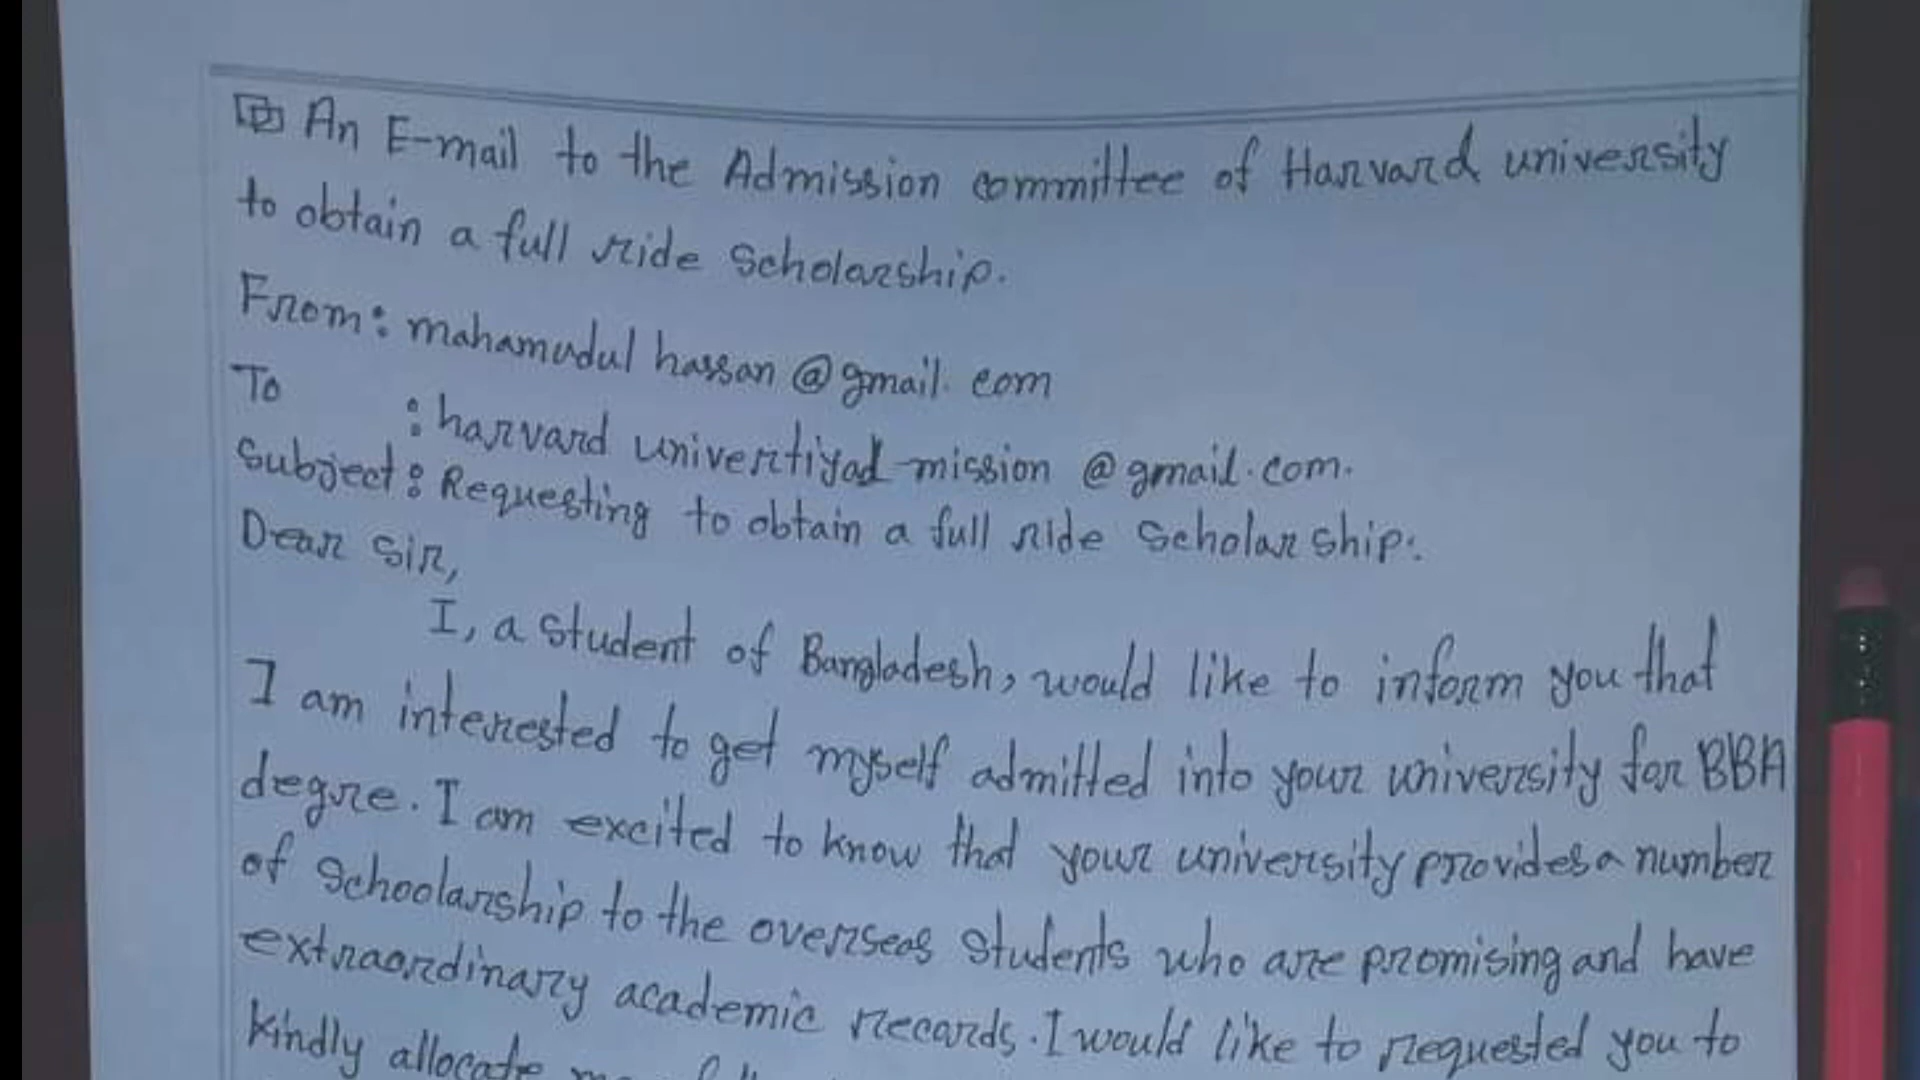 An E-mail to the Admission committee of Harvard university
to obtain a full ride Scholarship.
From: mahamudul hassan @gmail. com
To : harvard univertiyad mission @gmail.com.
Subject: Requesting to obtain a full ride Scholar ship.
Dear Sir,
I, a student of Bangladesh, would like to inform you that
I am interested to get myself admitted into your university for BBA
degre. I am excited to know that your university provides a number
of Schoolarship to the overseas students who are promising and have
extraordinary academic records. I would like to requested you to
kindly allocate